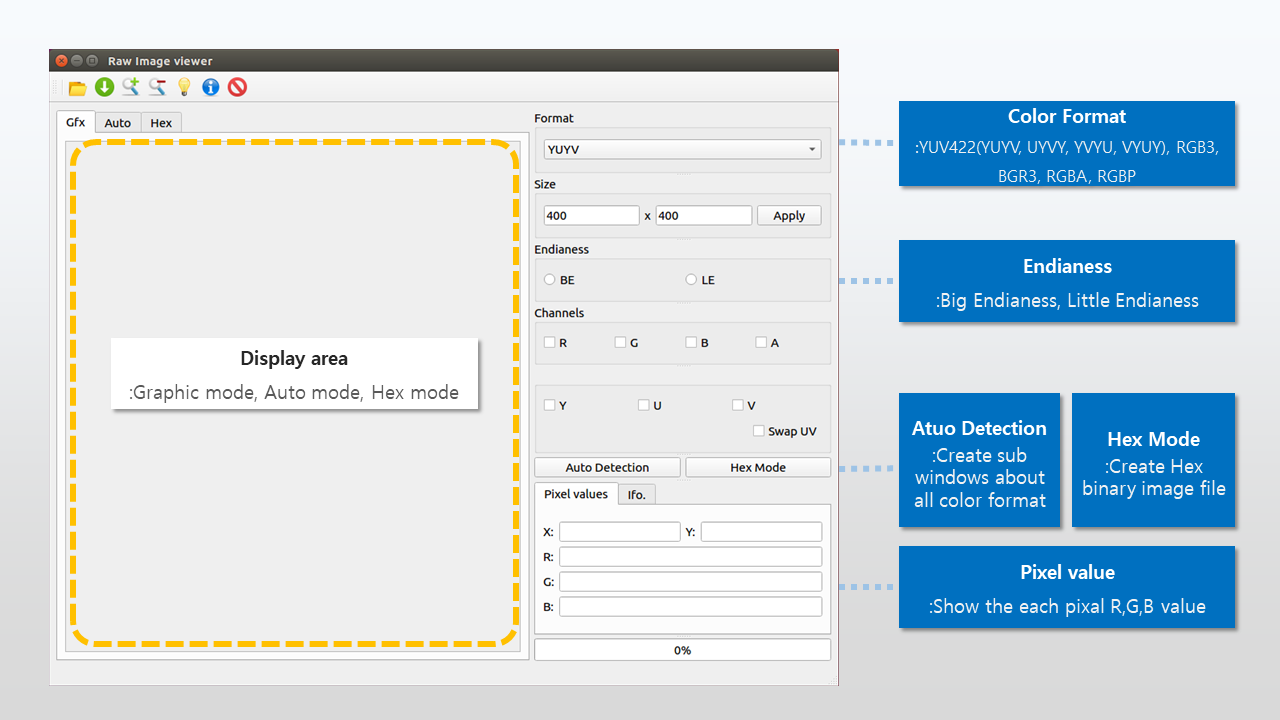 Raw Image viewer
Gfx Auto Hex
Display area
:Graphic mode, Auto mode, Hex mode
Format
YUYV
Size
400 x 400 Apply
Endianess
BE LE
Channels
R G B A
Y U V
Swap UV
Auto Detection Hex Mode
Pixel values Ifo.
X: Y:
R:
G:
B:
0%
Color Format
:YUV422(YUYV, UYVY, YVYU, VYUY), RGB3,
BGR3, RGBA, RGBP
Endianess
:Big Endianess, Little Endianess
Atuo Detection
:Create sub
windows about
all color format
Hex Mode
:Create Hex
binary image file
Pixel value
:Show the each pixal R,G,B value